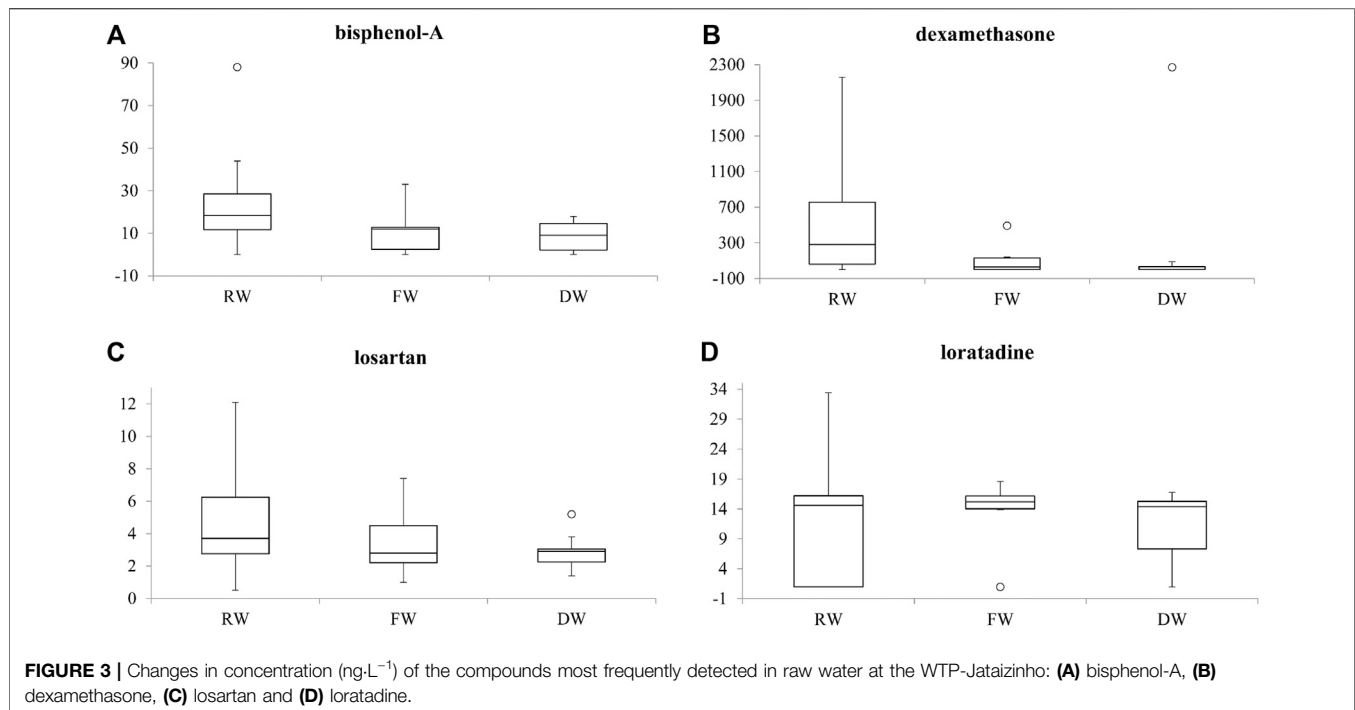 A
bisphenol-A
90
70
50
30
10
-10
RW FW DW
B
dexamethasone
2300
1900
1500
1100
700
300
-100
RW FW DW
C
losartan
12
10
8
6
4
2
0
RW FW DW
D
loratadine
34
29
24
19
14
9
4
-1
RW FW DW
FIGURE 3 | Changes in concentration (ng·L⁻¹) of the compounds most frequently detected in raw water at the WTP-Jataizinho: (A) bisphenol-A, (B)
dexamethasone, (C) losartan and (D) loratadine.